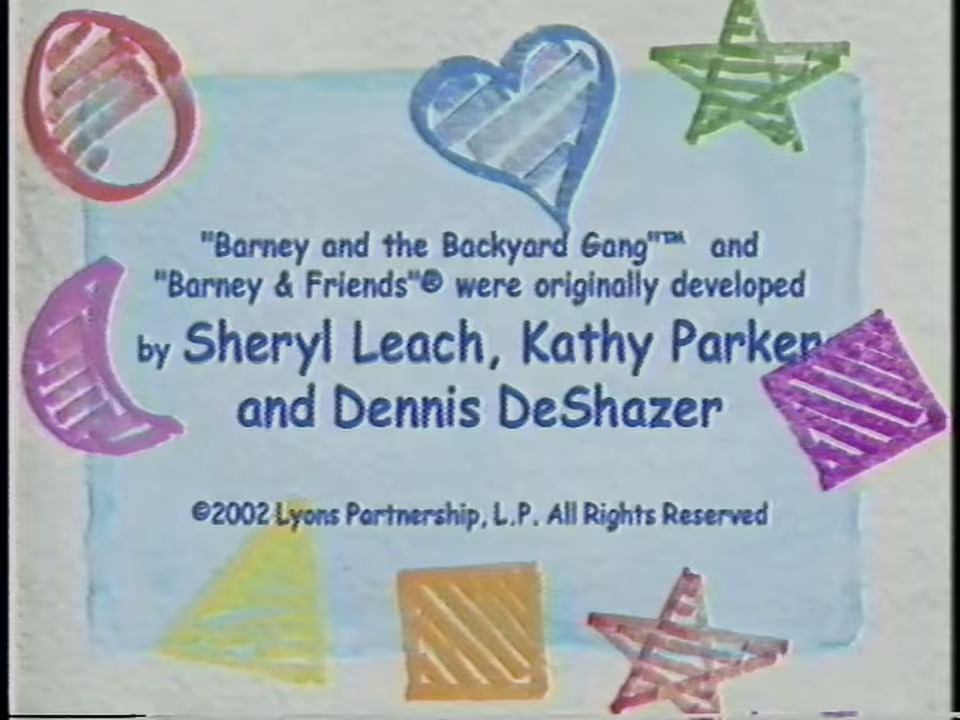 "Barney and the Backyard Gang"™ and
"Barney & Friends"® were originally developed
by Sheryl Leach, Kathy Parker
and Dennis DeShazer
©2002 Lyons Partnership, L.P. All Rights Reserved